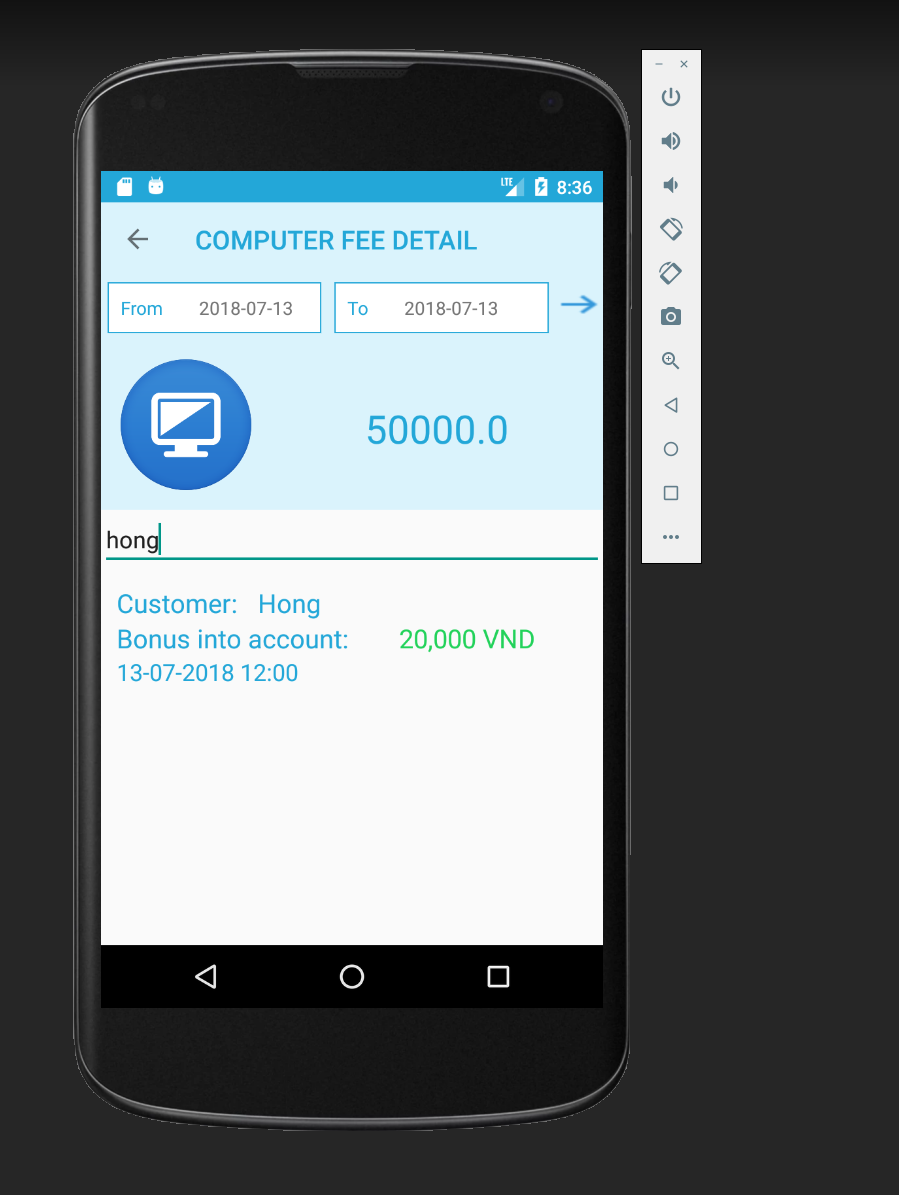 LTE 8:36
COMPUTER FEE DETAIL
From 2018-07-13 To 2018-07-13
50000.0
hong
Customer: Hong
Bonus into account: 20,000 VND
13-07-2018 12:00